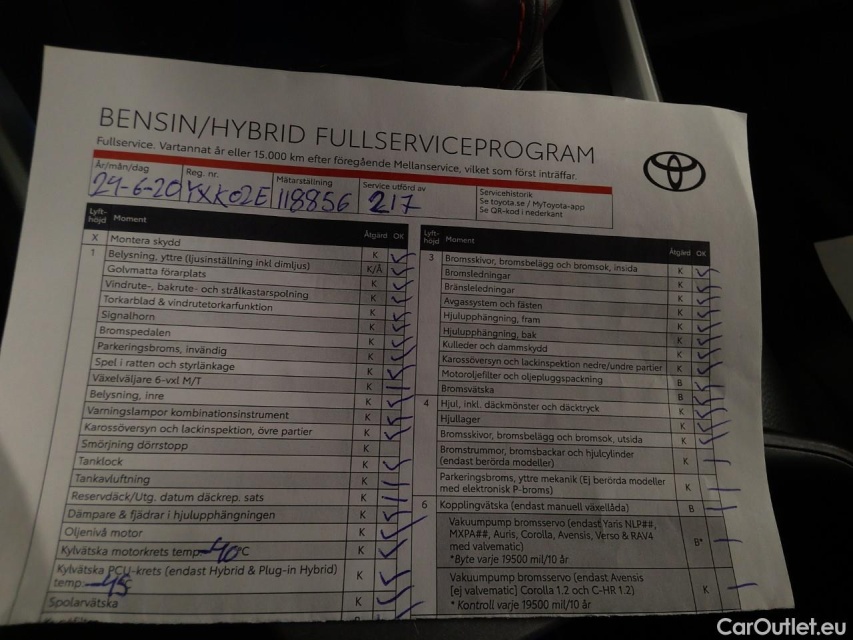 BENSIN/HYBRID FULLSERVICEPROGRAM
Fullservice. Vartannat år eller 15.000 km efter föregående Mellanservice, vilket som först inträffar.
År/mån/dag Reg. nr. Mätarställning Service utförd av Servicehistorik
Se toyota.se / MyToyota-app
Se QR-kod i nederkant
118856 217
Lyft-höjd Moment Åtgärd OK
X Montera skydd
1 Belysning, yttre (ljusinställning inkl dimljus) K
Golvmatta förarplats K/Å
Vindrute-, bakrute- och strålkastarspolning K
Torkarblad & vindrutetorkarfunktion K
Signalhorn K
Bromspedalen K
Parkeringsbroms, invändig K
Spel i ratten och styrlänkage K
Växelväljare 6-vxl M/T K
Belysning, inre K
Varningslampor kombinationsinstrument K
Karossöversyn och lackinspektion, övre partier K
Smörjning dörrstopp K
Tanklock K
Tankavluftning K
Reservdäck/Utg. datum däckrep. sats K
Dämpare & fjädrar i hjulupphängningen K
Oljenivå motor K
Kylvätska motorkrets temp: -40°C K
Kylvätska PCU-krets (endast Hybrid & Plug-in Hybrid)
temp: -45 K
Spolarvätska K
Lyft-höjd Moment Åtgärd OK
3 Bromsskivor, bromsbelägg och bromsok, insida K
Bromsledningar K
Bränsleledningar K
Avgassystem och fästen K
Hjulupphängning, fram K
Hjulupphängning, bak K
Kulleder och dammskydd K
Karossöversyn och lackinspektion nedre/undre partier K
Motoroljefilter och oljepluggspackning B
Bromsvätska B
4 Hjul, inkl. däckmönster och däcktryck K
Hjullager K
Bromsskivor, bromsbelägg och bromsok, utsida K
Bromstrummor, bromsbackar och hjulcylinder
(endast berörda modeller) K
Parkeringsbroms, yttre mekanik (Ej berörda modeller
med elektronisk P-broms) K
6 Kopplingvätska (endast manuell växellåda) B
Vakuumpump bromsservo (endast Yaris NLP##,
MXPA##, Auris, Corolla, Avensis, Verso & RAV4
med valvematic) B*
*Byte varje 19500 mil/10 år
Vakuumpump bromsservo (endast Avensis
[ej valvematic] Corolla 1.2 och C-HR 1.2) K
* Kontroll varje 19500 mil/10 år
CarOutlet.eu